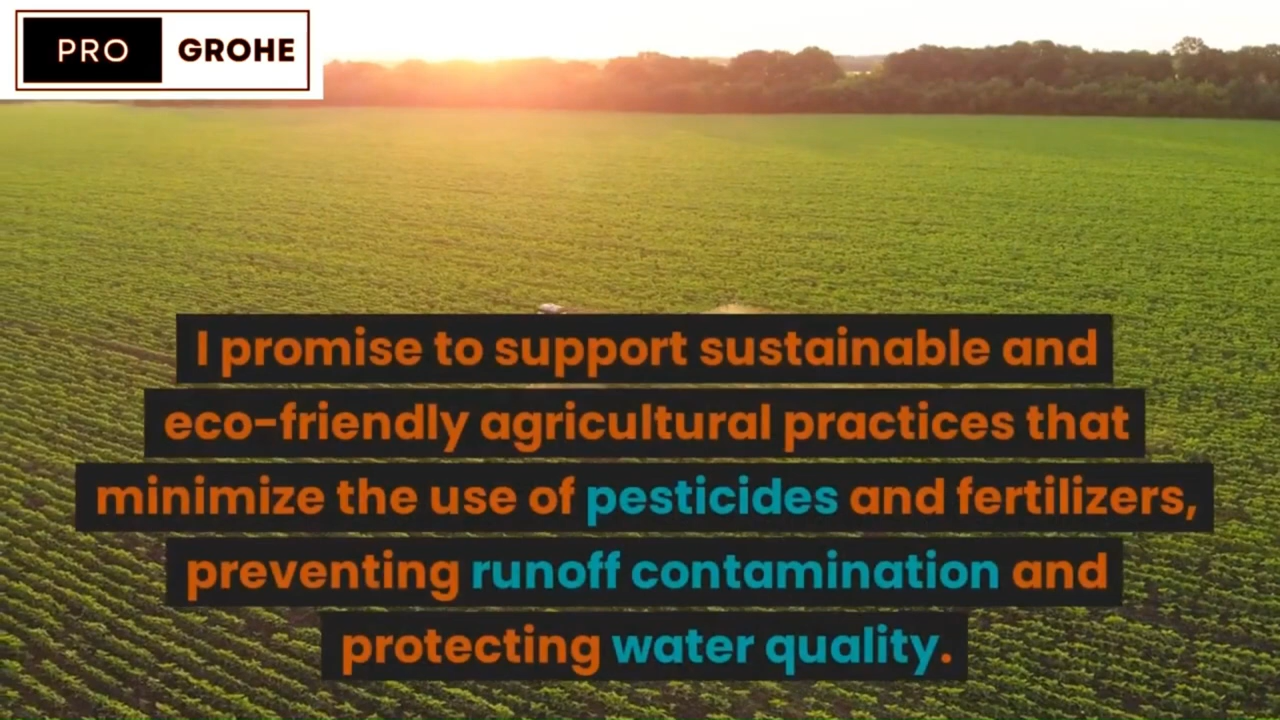 PRO GROHE
I promise to support sustainable and
eco-friendly agricultural practices that
minimize the use of pesticides and fertilizers,
preventing runoff contamination and
protecting water quality.